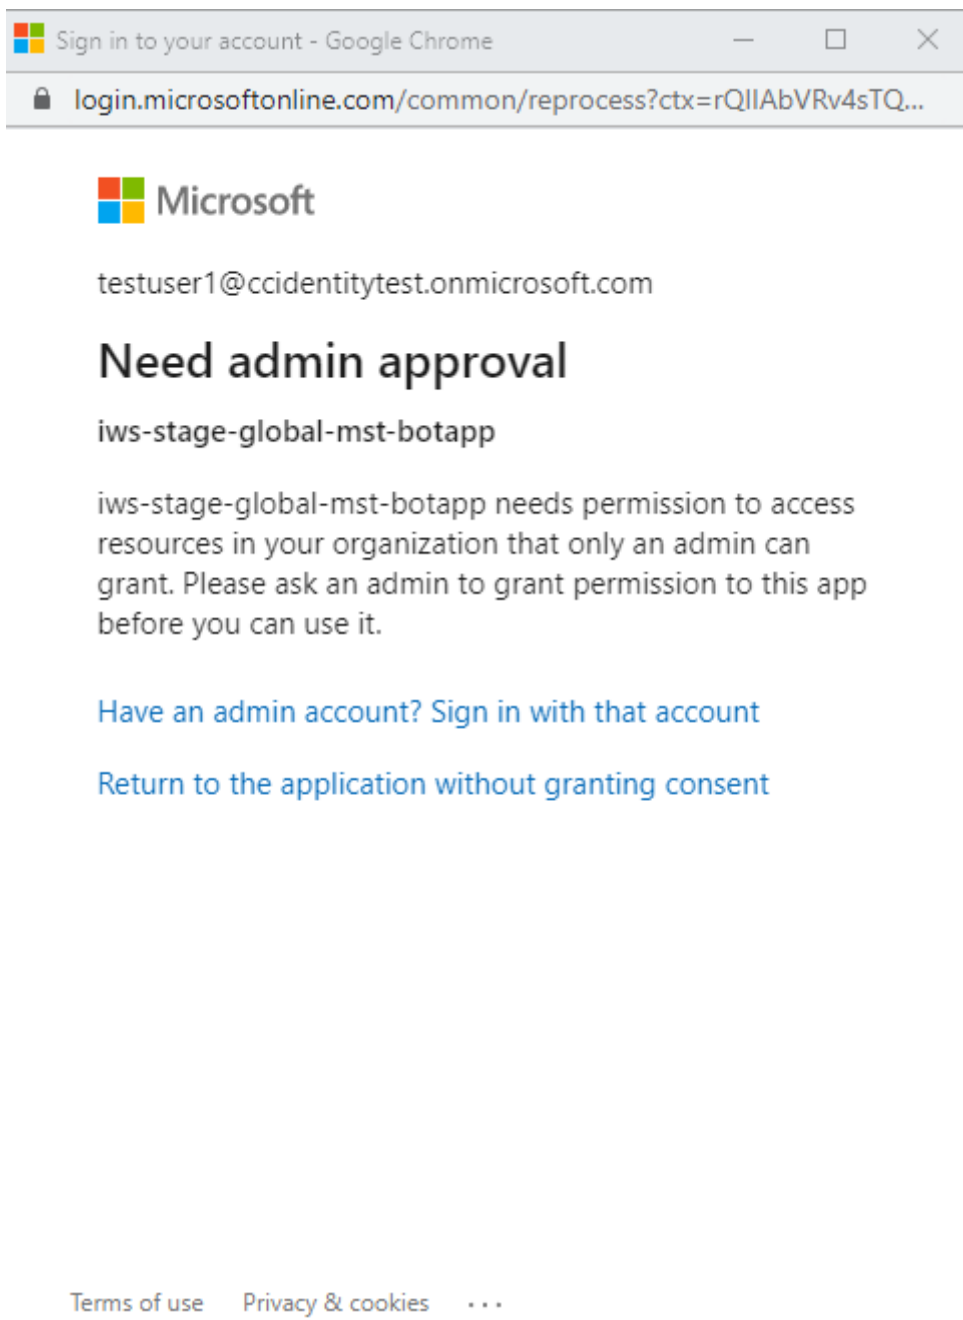 Sign in to your account - Google Chrome
login.microsoftonline.com/common/reprocess?ctx=rQIIAbVRv4sTQ...
Microsoft
testuser1@ccidentitytest.onmicrosoft.com
Need admin approval
iws-stage-global-mst-botapp
iws-stage-global-mst-botapp needs permission to access
resources in your organization that only an admin can
grant. Please ask an admin to grant permission to this app
before you can use it.
Have an admin account? Sign in with that account
Return to the application without granting consent
Terms of use Privacy & cookies ...